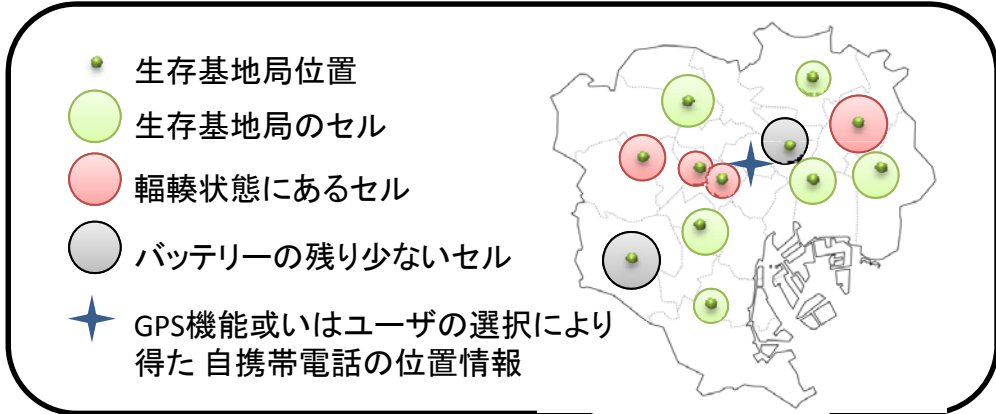 生存基地局位置
生存基地局のセル
輻輳状態にあるセル
バッテリーの残り少ないセル
GPS機能或いはユーザの選択により
得た 自携帯電話の位置情報